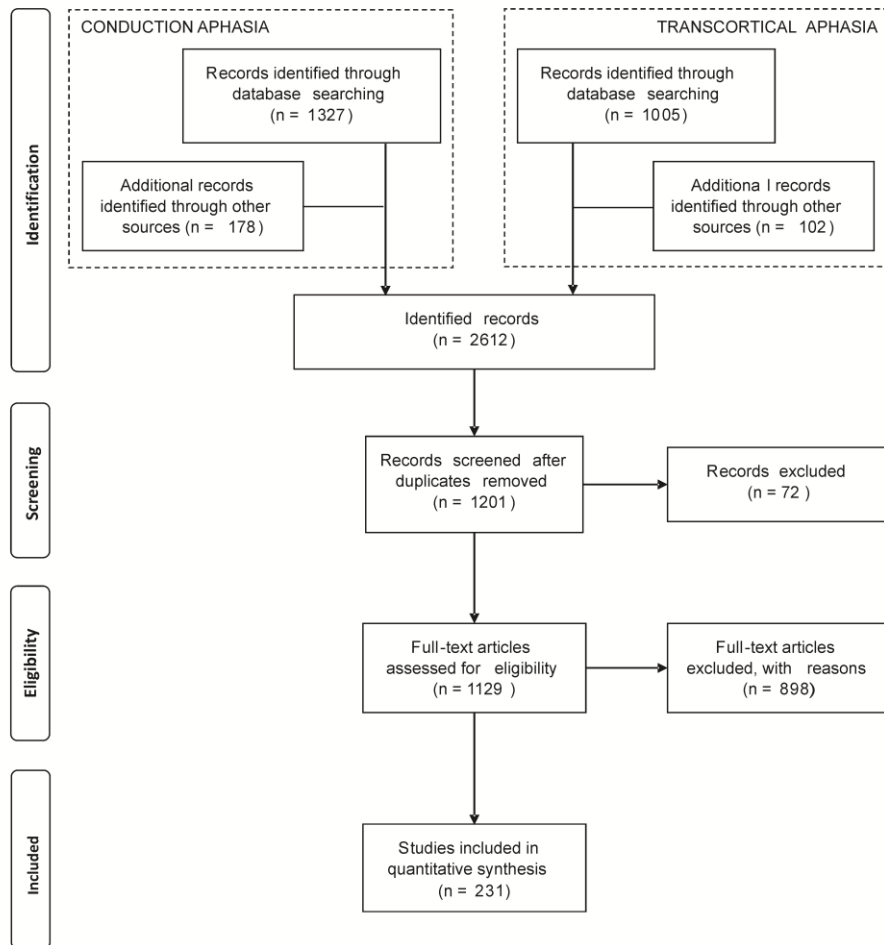 CONDUCTION APHASIA
TRANSCORTICAL APHASIA
Records identified through
database searching
(n = 1327)
Records identified through
database searching
(n = 1005)
Additional records
identified through other
sources (n = 178)
Additiona l records
identified through other
sources (n = 102)
Identification
Identified records
(n = 2612)
Screening
Records screened after
duplicates removed
(n = 1201)
Records excluded
(n = 72)
Eligibility
Full-text articles
assessed for eligibility
(n = 1129)
Full-text articles
excluded, with reasons
(n = 898)
Included
Studies included in
quantitative synthesis
(n = 231)